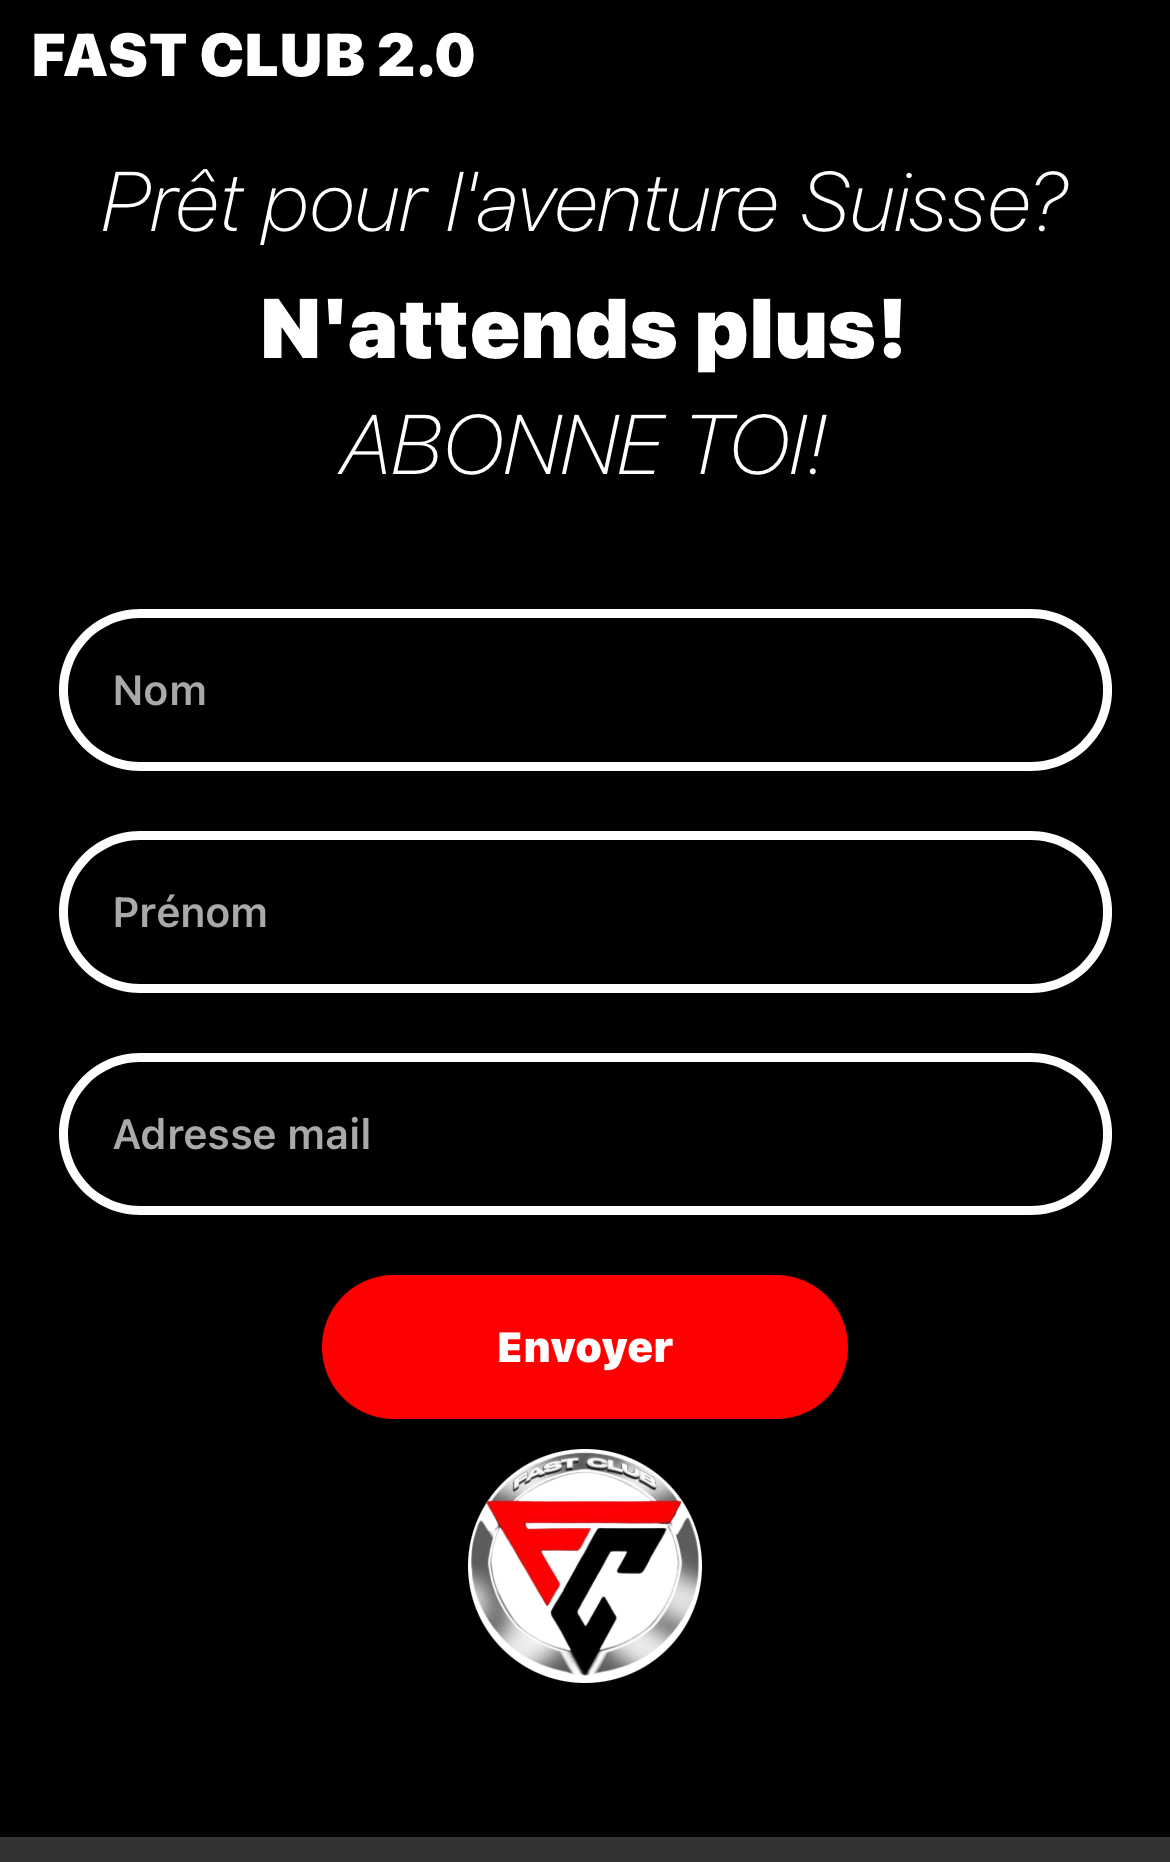 FAST CLUB 2.0
Prêt pour l'aventure Suisse?
N'attends plus!
ABONNE TOI!
Nom
Prénom
Adresse mail
Envoyer
FAST CLUB
FC